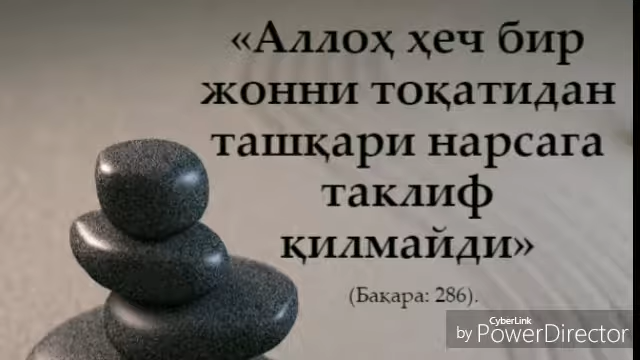 «Аллоҳ ҳеч бир
жонни тоқатидан
ташқари нарсага
таклиф
қилмайди»
(Бақара: 286).
CyberLink
by PowerDirector